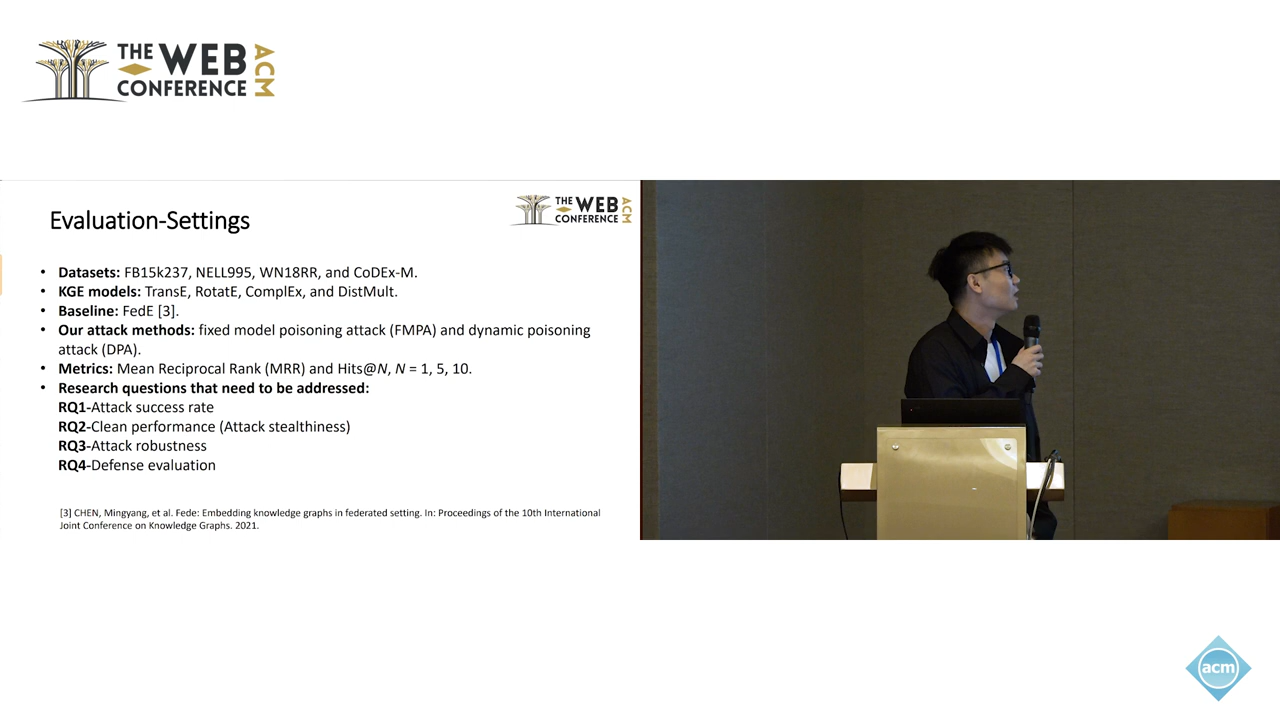 THE WEB
CONFERENCE
ACM
Evaluation-Settings
THE WEB
CONFERENCE
ACM
• Datasets: FB15k237, NELL995, WN18RR, and CoDEx-M.
• KGE models: TransE, RotatE, ComplEx, and DistMult.
• Baseline: FedE [3].
• Our attack methods: fixed model poisoning attack (FMPA) and dynamic poisoning
attack (DPA).
• Metrics: Mean Reciprocal Rank (MRR) and Hits@N, N = 1, 5, 10.
• Research questions that need to be addressed:
RQ1-Attack success rate
RQ2-Clean performance (Attack stealthiness)
RQ3-Attack robustness
RQ4-Defense evaluation
[3] CHEN, Mingyang, et al. Fede: Embedding knowledge graphs in federated setting. In: Proceedings of the 10th International
Joint Conference on Knowledge Graphs. 2021.
acm